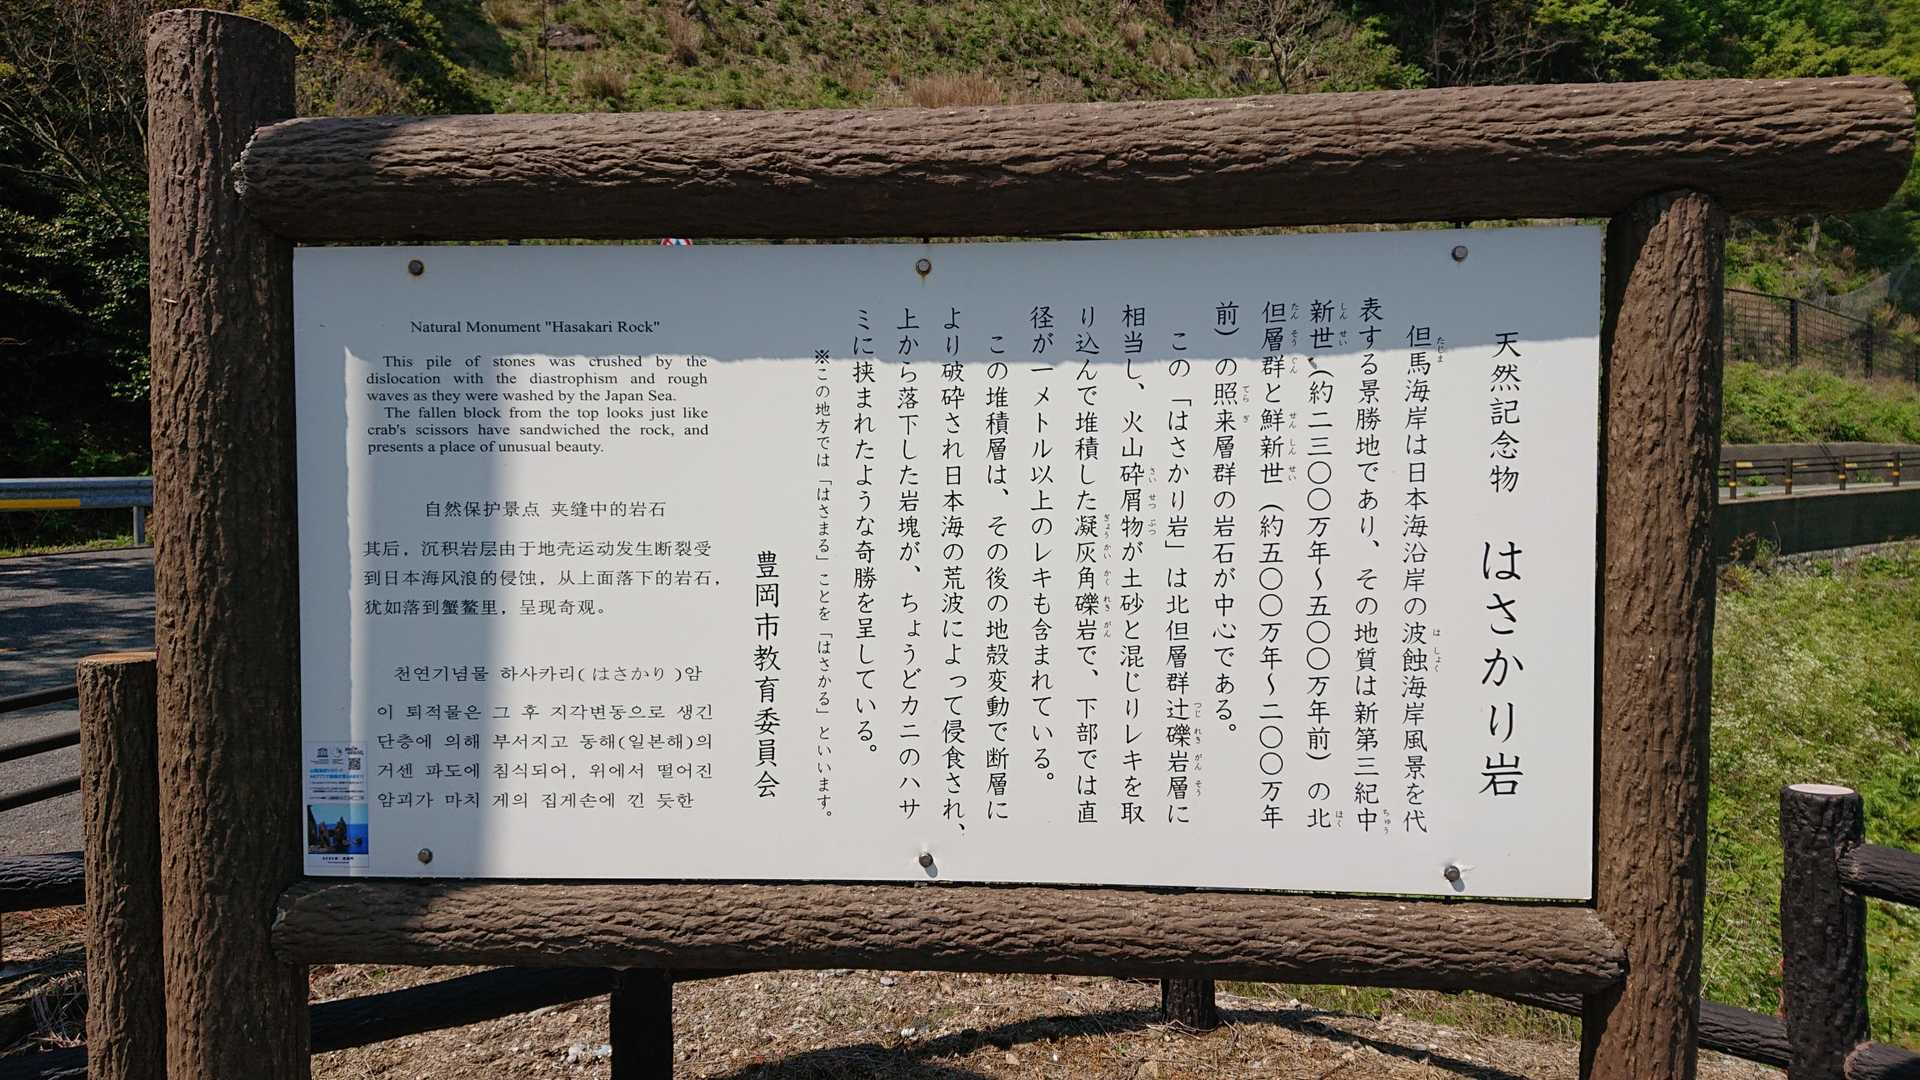 天然記念物 はさかり岩
但馬海岸は日本海沿岸の波蝕海岸風景を代
表する景勝地であり、その地質は新第三紀中
新世（約二三〇〇万年～五〇〇万年前）の北
但層群と鮮新世（約五〇〇万年～二〇〇万年
前）の照来層群の岩石が中心である。
この「はさかり岩」は北但層群辻礫岩層に
相当し、火山砕屑物が土砂と混じりレキを取
り込んで堆積した凝灰角礫岩で、下部では直
径が一メトル以上のレキも含まれている。
この堆積層は、その後の地殻変動で断層に
より破砕され日本海の荒波によって侵食され、
上から落下した岩塊が、ちょうどカニのハサ
ミに挟まれたような奇勝を呈している。
※この地方では「はさまる」ことを「はさかる」といいます。
豊岡市教育委員会
Natural Monument "Hasakari Rock"
This pile of stones was crushed by the
dislocation with the diastrophism and rough
waves as they were washed by the Japan Sea.
The fallen block from the top looks just like
crab's scissors have sandwiched the rock, and
presents a place of unusual beauty.
自然保护景点 夹缝中的岩石
其后，沉积岩层由于地壳运动发生断裂受
到日本海风浪的侵蚀，从上面落下的岩石，
犹如落到蟹鳌里，呈现奇观。
천연기념물 하사카리(はさかり)암
이 퇴적물은 그 후 지각변동으로 생긴
단층에 의해 부서지고 동해(일본해)의
거센 파도에 침식되어, 위에서 떨어진
암괴가 마치 게의 집게손에 낀 듯한